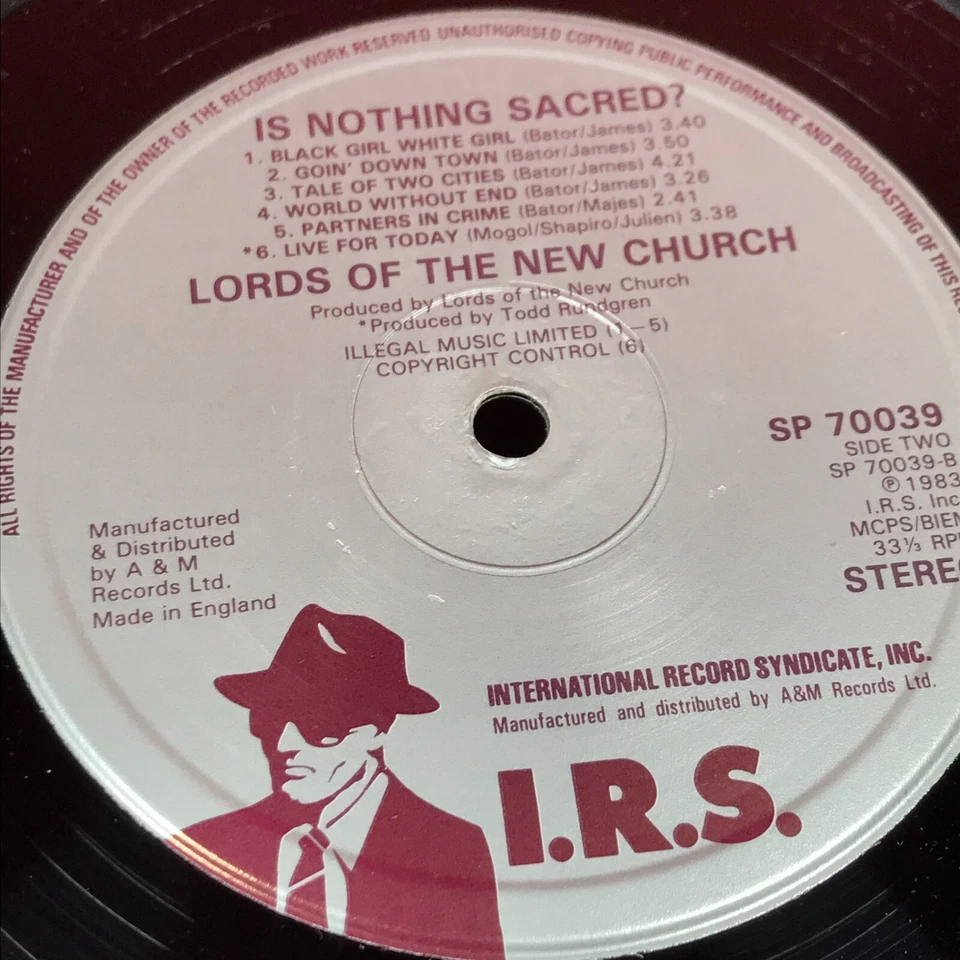 ALL RIGHTS OF THE MANUFACTURER AND OF THE OWNER OF THE RECORDED WORK RESERVED UNAUTHORISED COPYING PUBLIC PERFORMANCE AND BROADCASTING OF THIS
IS NOTHING SACRED?
1. BLACK GIRL WHITE GIRL (Bator/James) 3.40
2. GOIN' DOWN TOWN (Bator/James) 3.50
3. TALE OF TWO CITIES (Bator/James) 4.21
4. WORLD WITHOUT END (Bator/James) 3.26
5. PARTNERS IN CRIME (Bator/Majes) 2.41
*6. LIVE FOR TODAY (Mogol/Shapiro/Julien) 3.38
LORDS OF THE NEW CHURCH
Produced by Lords of the New Church
*Produced by Todd Rundgren
ILLEGAL MUSIC LIMITED (1–5)
COPYRIGHT CONTROL (6)
SP 70039
SIDE TWO
SP 70039-B
℗ 1983
I.R.S. Inc
MCPS/BIEM
33⅓ RPM
STEREO
Manufactured
& Distributed
by A & M
Records Ltd.
Made in England
INTERNATIONAL RECORD SYNDICATE, INC.
Manufactured and distributed by A&M Records Ltd.
I.R.S.